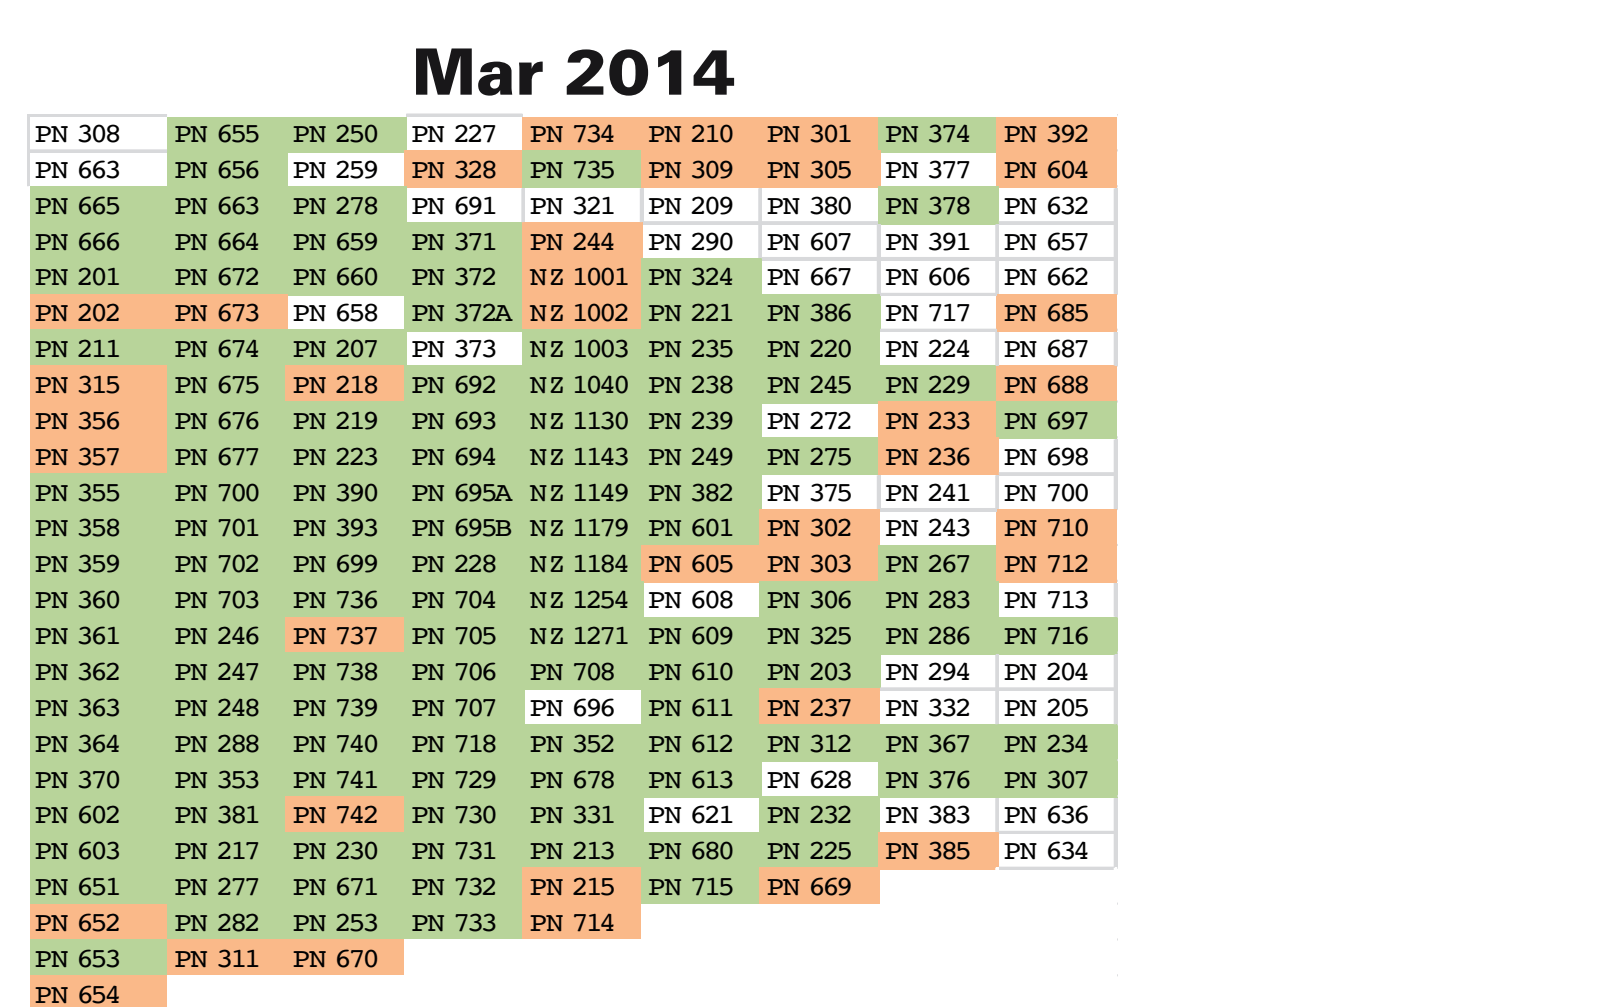 Mar 2014
PN 308 PN 655 PN 250 PN 227 PN 734 PN 210 PN 301 PN 374 PN 392
PN 663 PN 656 PN 259 PN 328 PN 735 PN 309 PN 305 PN 377 PN 604
PN 665 PN 663 PN 278 PN 691 PN 321 PN 209 PN 380 PN 378 PN 632
PN 666 PN 664 PN 659 PN 371 PN 244 PN 290 PN 607 PN 391 PN 657
PN 201 PN 672 PN 660 PN 372 NZ 1001 PN 324 PN 667 PN 606 PN 662
PN 202 PN 673 PN 658 PN 372A NZ 1002 PN 221 PN 386 PN 717 PN 685
PN 211 PN 674 PN 207 PN 373 NZ 1003 PN 235 PN 220 PN 224 PN 687
PN 315 PN 675 PN 218 PN 692 NZ 1040 PN 238 PN 245 PN 229 PN 688
PN 356 PN 676 PN 219 PN 693 NZ 1130 PN 239 PN 272 PN 233 PN 697
PN 357 PN 677 PN 223 PN 694 NZ 1143 PN 249 PN 275 PN 236 PN 698
PN 355 PN 700 PN 390 PN 695A NZ 1149 PN 382 PN 375 PN 241 PN 700
PN 358 PN 701 PN 393 PN 695B NZ 1179 PN 601 PN 302 PN 243 PN 710
PN 359 PN 702 PN 699 PN 228 NZ 1184 PN 605 PN 303 PN 267 PN 712
PN 360 PN 703 PN 736 PN 704 NZ 1254 PN 608 PN 306 PN 283 PN 713
PN 361 PN 246 PN 737 PN 705 NZ 1271 PN 609 PN 325 PN 286 PN 716
PN 362 PN 247 PN 738 PN 706 PN 708 PN 610 PN 203 PN 294 PN 204
PN 363 PN 248 PN 739 PN 707 PN 696 PN 611 PN 237 PN 332 PN 205
PN 364 PN 288 PN 740 PN 718 PN 352 PN 612 PN 312 PN 367 PN 234
PN 370 PN 353 PN 741 PN 729 PN 678 PN 613 PN 628 PN 376 PN 307
PN 602 PN 381 PN 742 PN 730 PN 331 PN 621 PN 232 PN 383 PN 636
PN 603 PN 217 PN 230 PN 731 PN 213 PN 680 PN 225 PN 385 PN 634
PN 651 PN 277 PN 671 PN 732 PN 215 PN 715 PN 669
PN 652 PN 282 PN 253 PN 733 PN 714
PN 653 PN 311 PN 670
PN 654